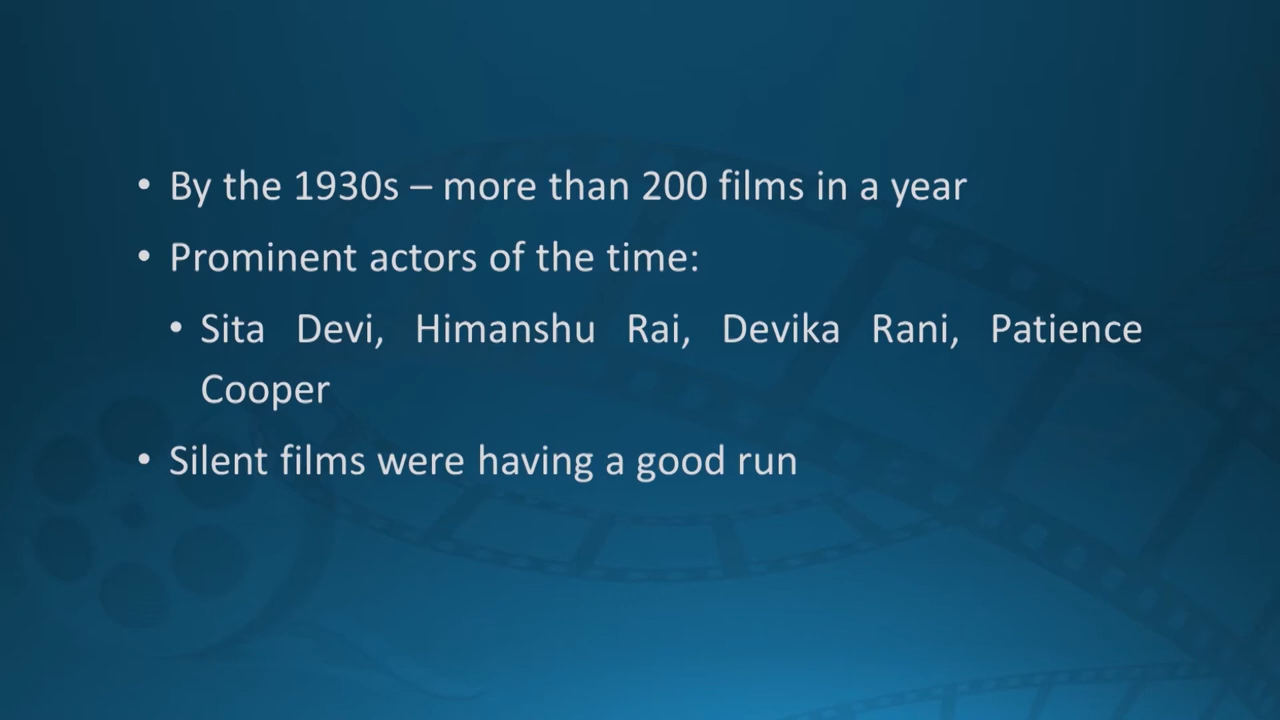 • By the 1930s – more than 200 films in a year
• Prominent actors of the time:
• Sita Devi, Himanshu Rai, Devika Rani, Patience
Cooper
• Silent films were having a good run